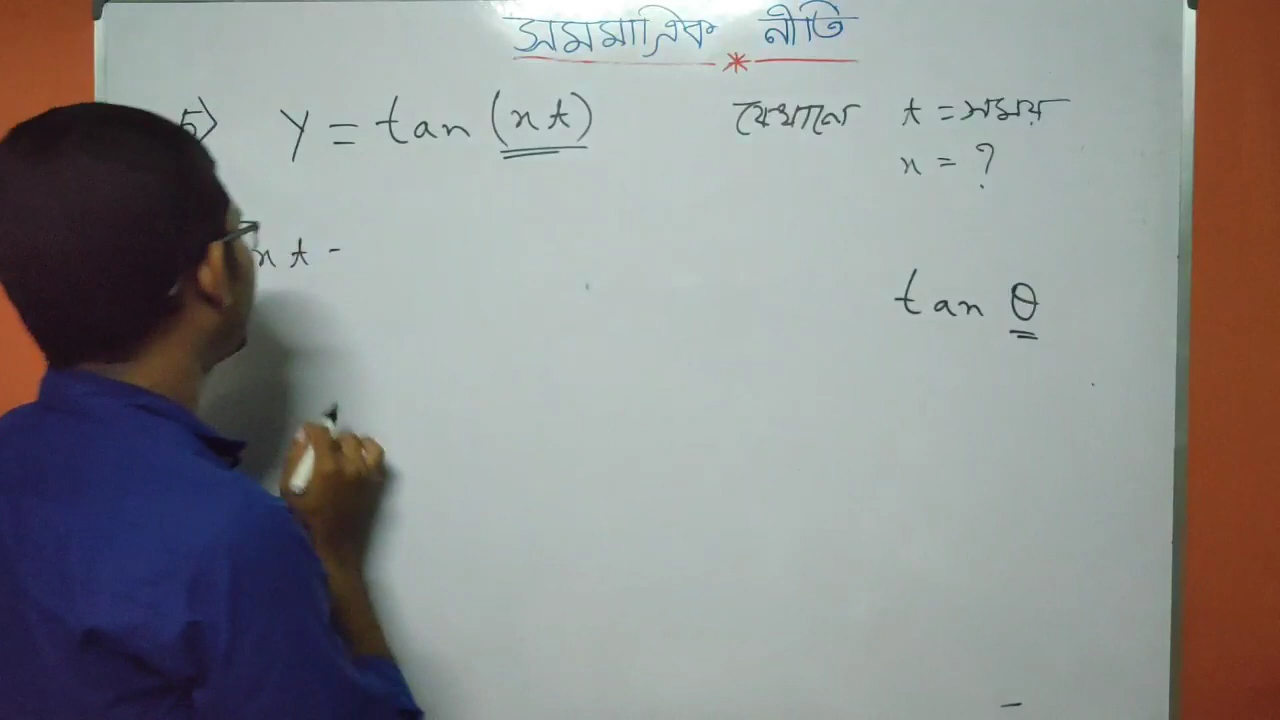 সমমাত্রিক * নীতি
5) y = tan (xt) যেখানে t = সময়
x = ?
xt -
tan θ